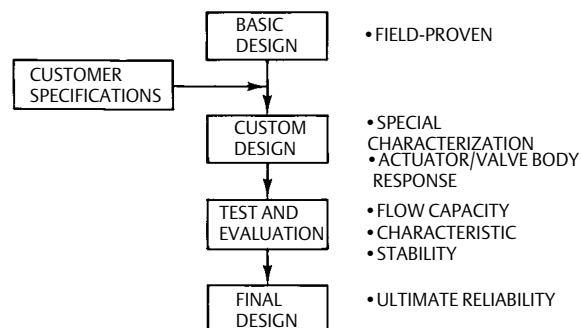 BASIC
DESIGN
•FIELD-PROVEN
CUSTOMER
SPECIFICATIONS
CUSTOM
DESIGN
•SPECIAL
CHARACTERIZATION
•ACTUATOR/VALVE BODY
RESPONSE
TEST AND
EVALUATION
•FLOW CAPACITY
•CHARACTERISTIC
•STABILITY
FINAL
DESIGN
•ULTIMATE RELIABILITY